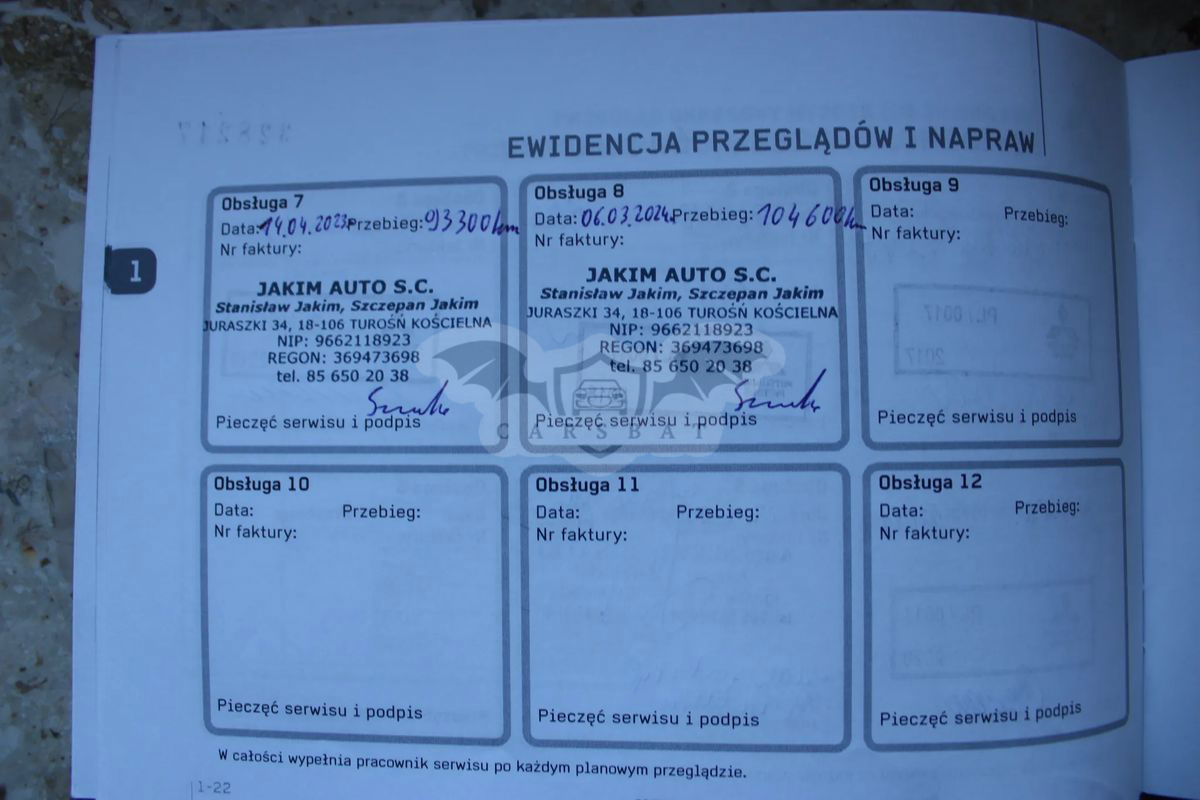 EWIDENCJA PRZEGLĄDÓW I NAPRAW
1
Obsługa 7
Data: 14.04.2023r Przebieg: 93300km
Nr faktury:
JAKIM AUTO S.C.
Stanisław Jakim, Szczepan Jakim
JURASZKI 34, 18-106 TUROŚŃ KOŚCIELNA
NIP: 9662118923
REGON: 369473698
tel. 85 650 20 38
Pieczęć serwisu i podpis
Obsługa 8
Data: 06.03.2024r Przebieg: 104600km
Nr faktury:
JAKIM AUTO S.C.
Stanisław Jakim, Szczepan Jakim
JURASZKI 34, 18-106 TUROŚŃ KOŚCIELNA
NIP: 9662118923
REGON: 369473698
tel. 85 650 20 38
Pieczęć serwisu i podpis
CARSBAT
Obsługa 9
Data: Przebieg:
Nr faktury:
Pieczęć serwisu i podpis
Obsługa 10
Data: Przebieg:
Nr faktury:
Pieczęć serwisu i podpis
Obsługa 11
Data: Przebieg:
Nr faktury:
Pieczęć serwisu i podpis
Obsługa 12
Data: Przebieg:
Nr faktury:
Pieczęć serwisu i podpis
W całości wypełnia pracownik serwisu po każdym planowym przeglądzie.
1-22